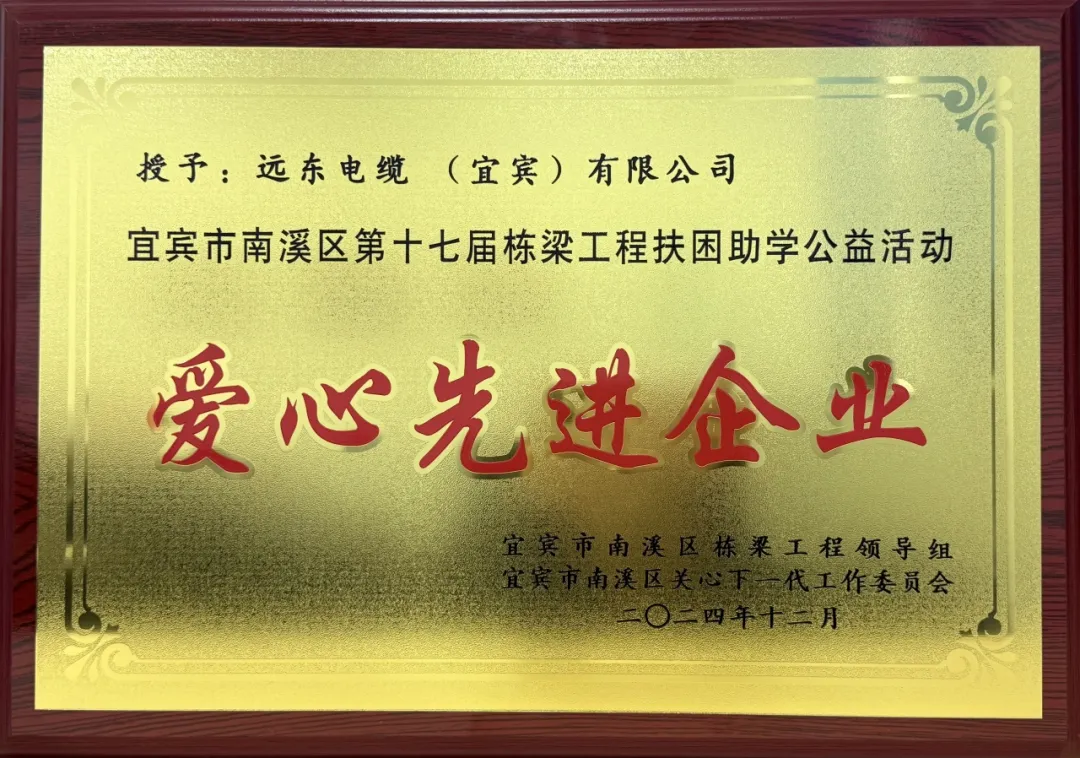 授予：远东电缆（宜宾）有限公司
宜宾市南溪区第十七届栋梁工程扶困助学公益活动
爱心先进企业
宜宾市南溪区栋梁工程领导组
宜宾市南溪区关心下一代工作委员会
二〇二四年十二月